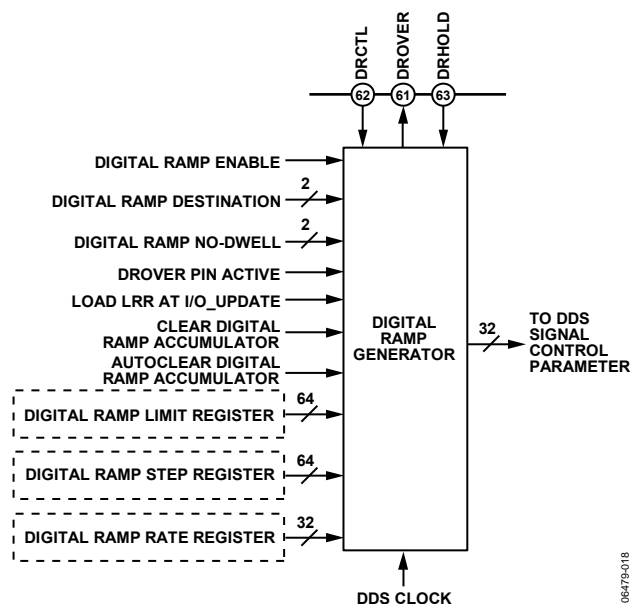 DRCTL
DROVER
DRHOLD
62
61
63
DIGITAL RAMP ENABLE
2
DIGITAL RAMP DESTINATION
2
DIGITAL RAMP NO-DWELL
DROVER PIN ACTIVE
LOAD LRR AT I/O_UPDATE
CLEAR DIGITAL
RAMP ACCUMULATOR
AUTOCLEAR DIGITAL
RAMP ACCUMULATOR
64
DIGITAL RAMP LIMIT REGISTER
64
DIGITAL RAMP STEP REGISTER
32
DIGITAL RAMP RATE REGISTER
DIGITAL
RAMP
GENERATOR
32
TO DDS
SIGNAL
CONTROL
PARAMETER
DDS CLOCK
06479-018